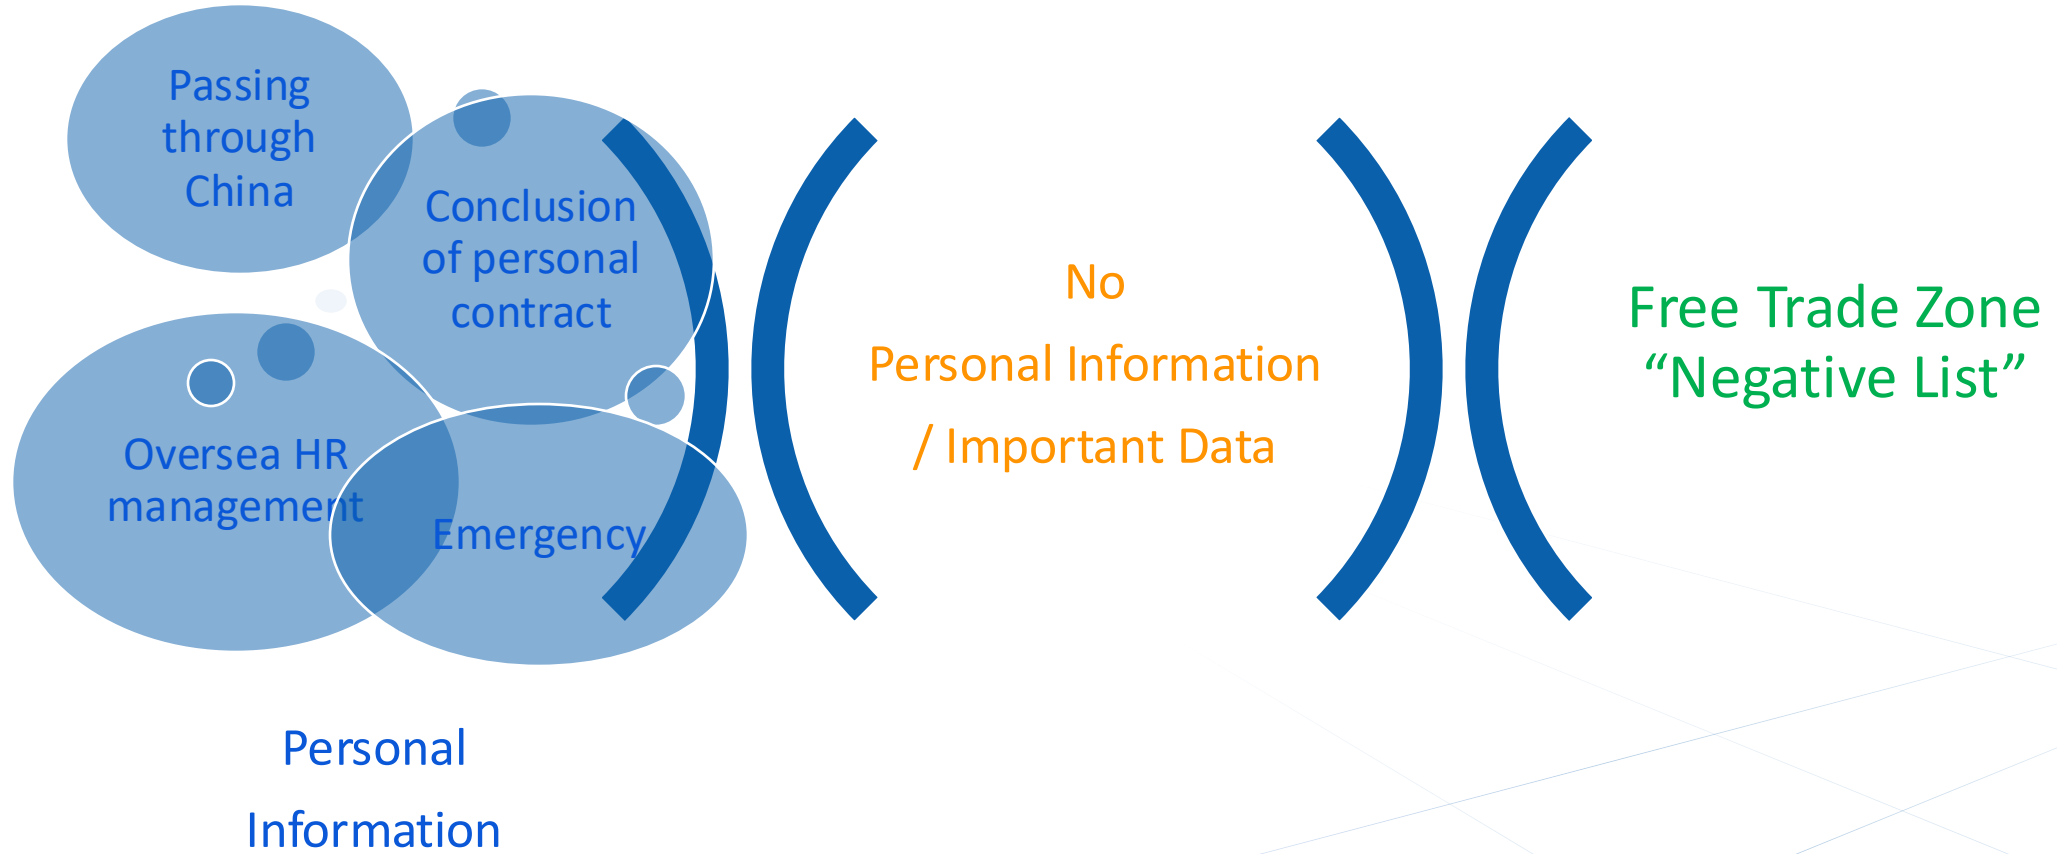 Passing
through
China
Conclusion
of personal
contract
Oversea HR
management
Emergency
Personal
Information
No
Personal Information
/ Important Data
Free Trade Zone
“Negative List”